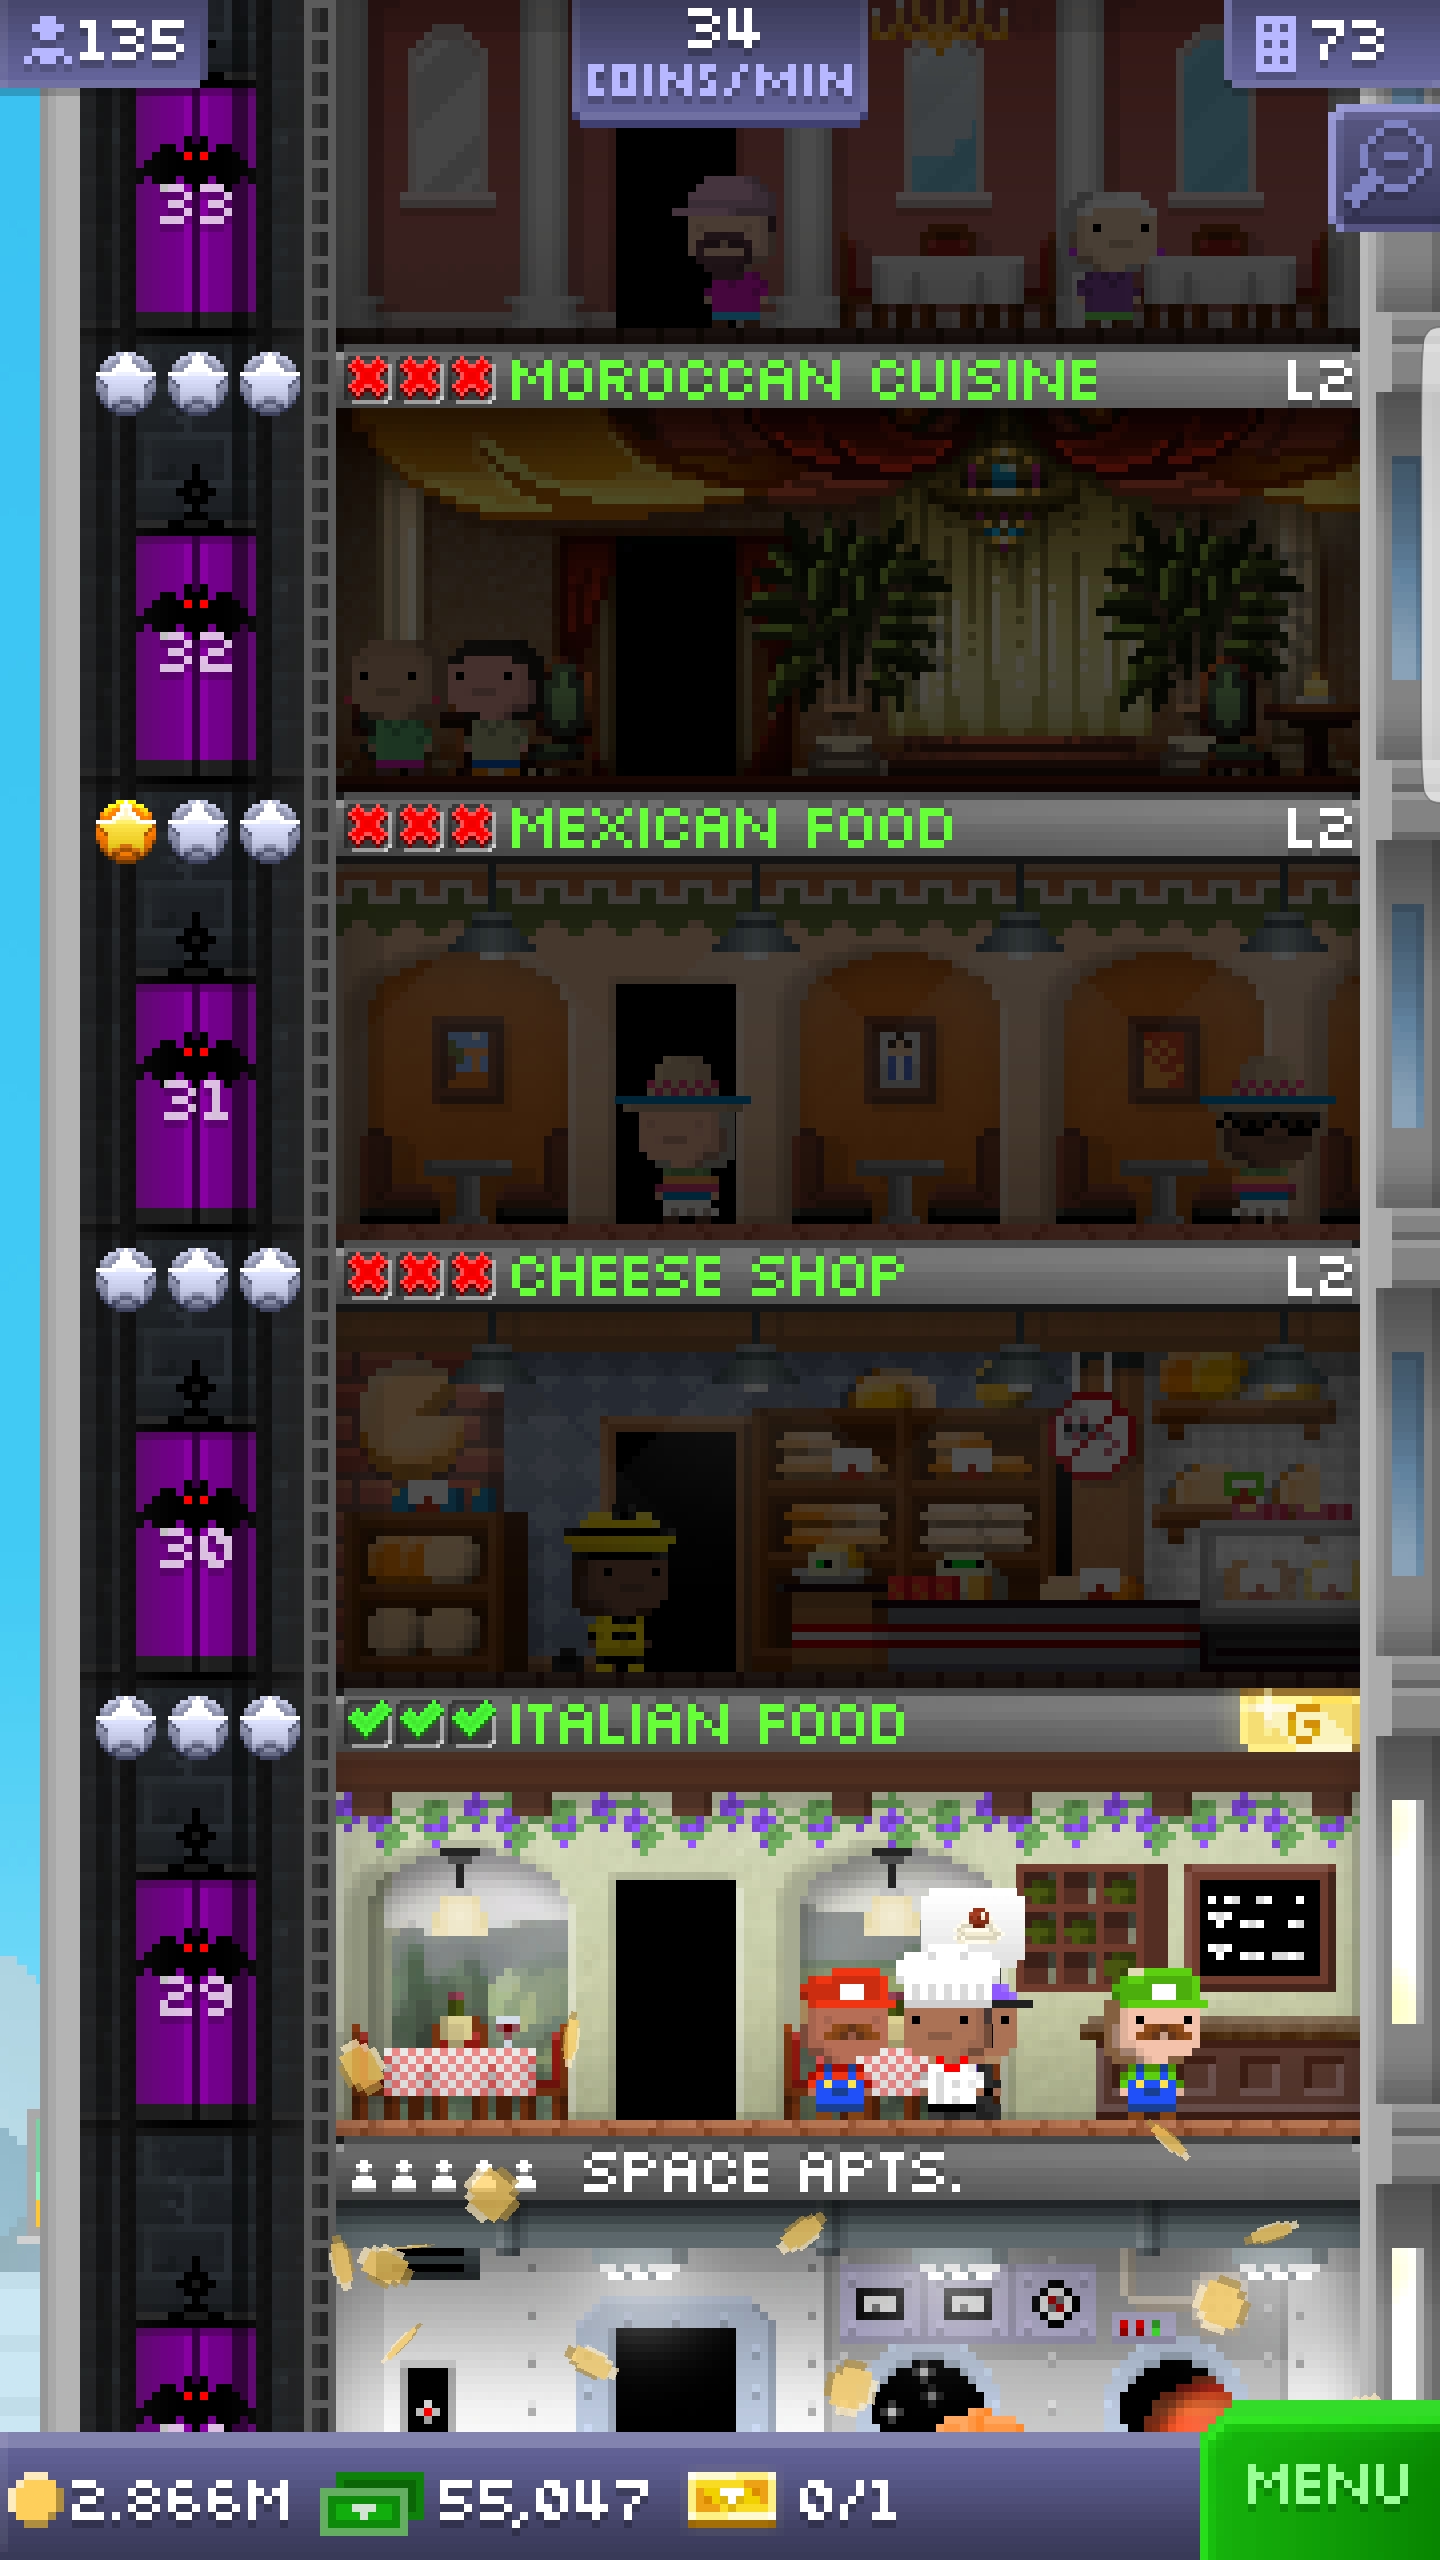 135
34
COINS/MIN
73
33
MOROCCAN CUISINE L2
32
MEXICAN FOOD L2
31
CHEESE SHOP L2
30
ITALIAN FOOD G
29
SPACE APTS.
2.866M 55,047 0/1 MENU